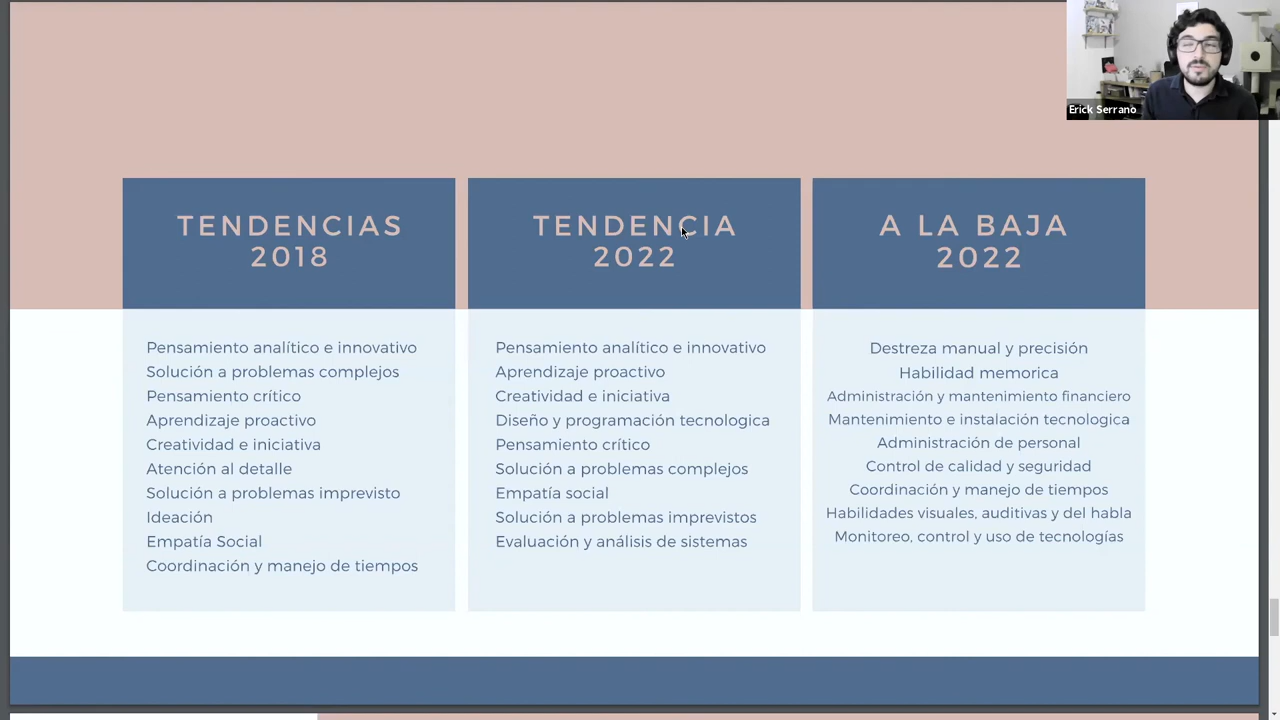 Erick Serrano
TENDENCIAS
2018
Pensamiento analítico e innovativo
Solución a problemas complejos
Pensamiento crítico
Aprendizaje proactivo
Creatividad e iniciativa
Atención al detalle
Solución a problemas imprevisto
Ideación
Empatía Social
Coordinación y manejo de tiempos
TENDENCIA
2022
Pensamiento analítico e innovativo
Aprendizaje proactivo
Creatividad e iniciativa
Diseño y programación tecnologica
Pensamiento crítico
Solución a problemas complejos
Empatía social
Solución a problemas imprevistos
Evaluación y análisis de sistemas
A LA BAJA
2022
Destreza manual y precisión
Habilidad memorica
Administración y mantenimiento financiero
Mantenimiento e instalación tecnologica
Administración de personal
Control de calidad y seguridad
Coordinación y manejo de tiempos
Habilidades visuales, auditivas y del habla
Monitoreo, control y uso de tecnologías